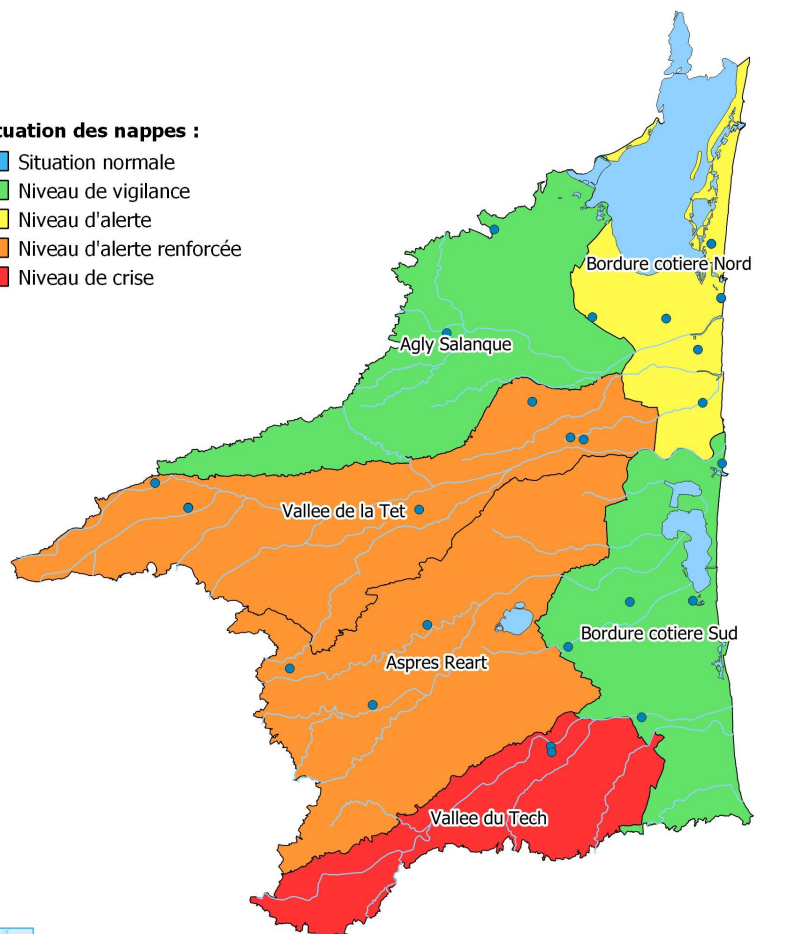 tuation des nappes :
Situation normale
Niveau de vigilance
Niveau d'alerte
Niveau d'alerte renforcée
Niveau de crise
Bordure cotiere Nord
Agly Salanque
Vallee de la Tet
Bordure cotiere Sud
Aspres Reart
Vallee du Tech